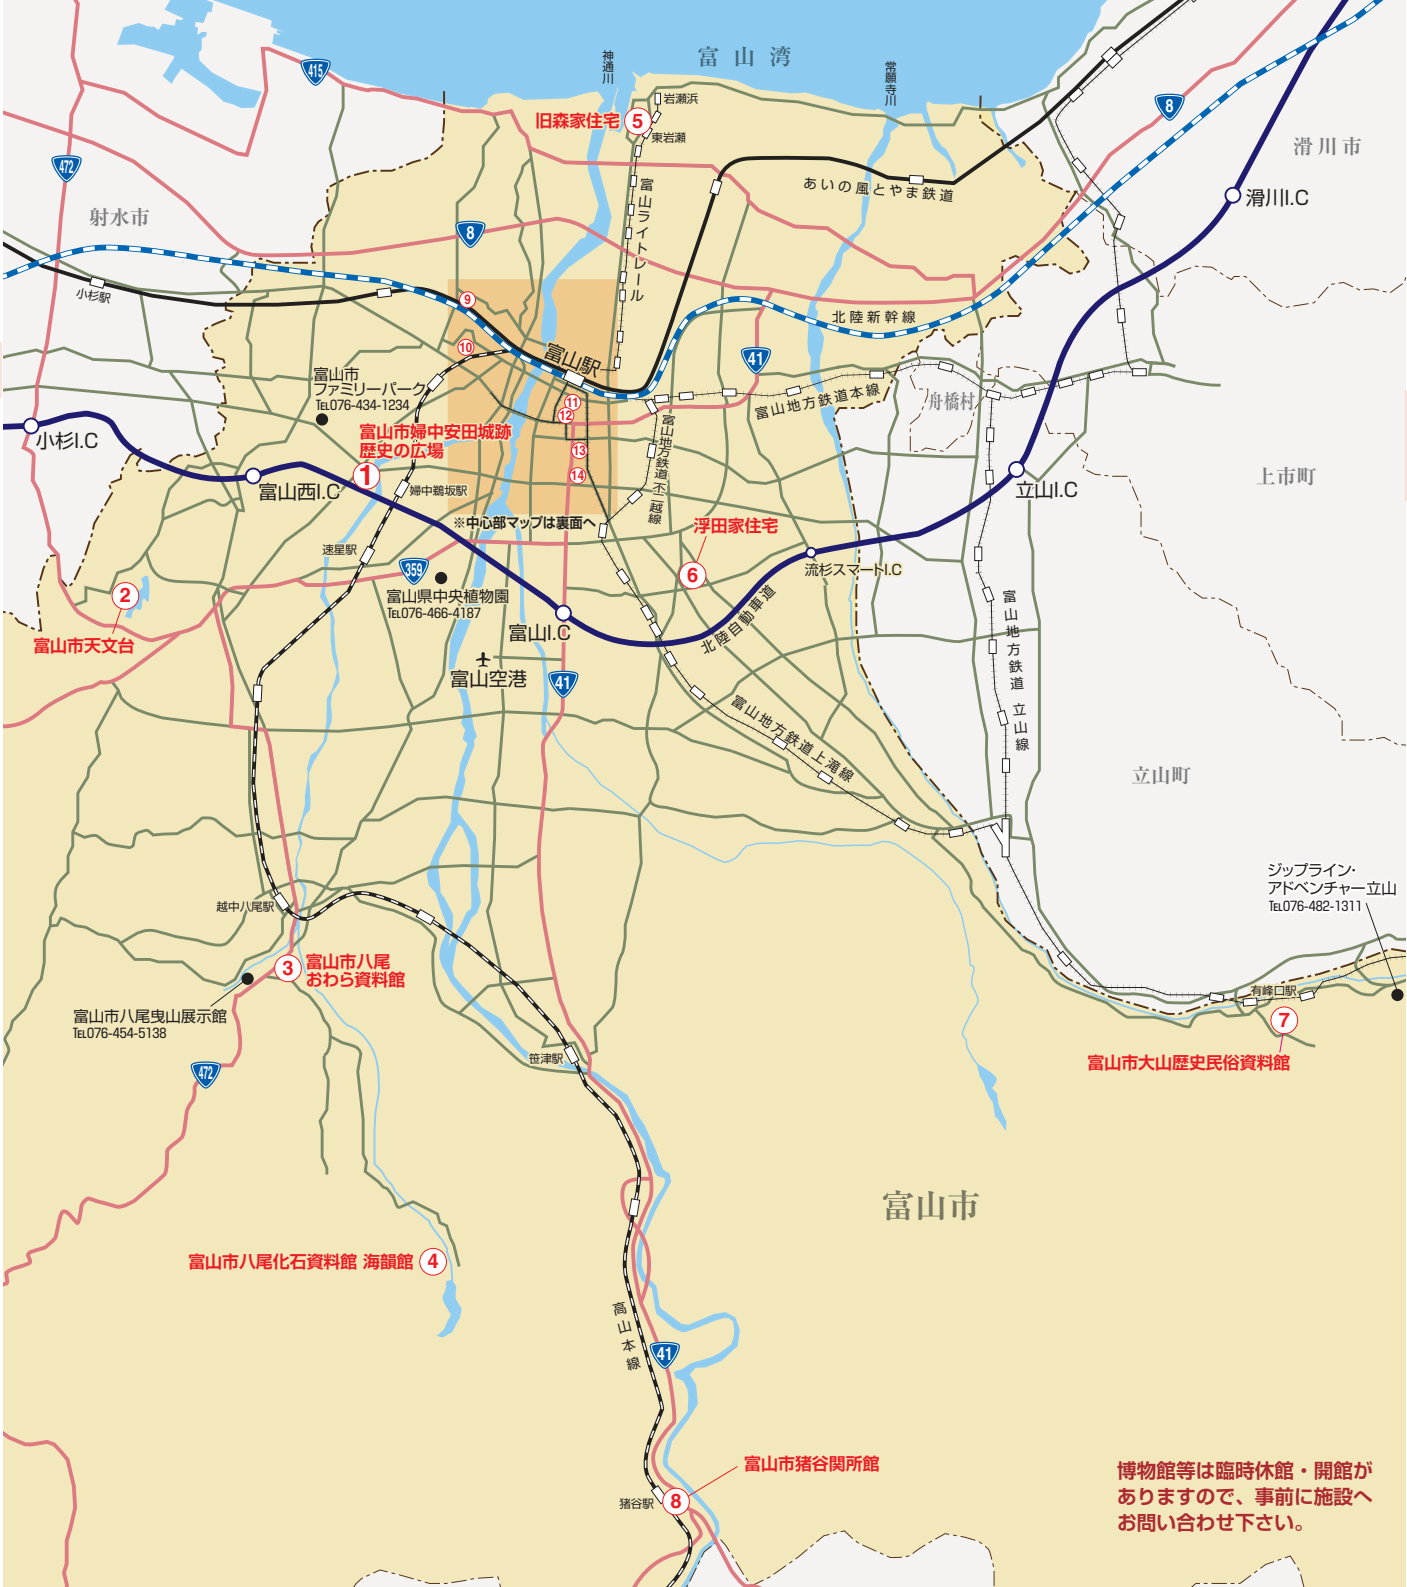 富山湾
神通川
常願寺川
415
岩瀬浜
8
旧森家住宅
5
東岩瀬
滑川市
472
あいの風とやま鉄道
富山ライトレール
滑川I.C
射水市
8
小杉駅
9
北陸新幹線
10
富山駅
41
富山市
ファミリーパーク
TEL076-434-1234
富山地方鉄道本線
舟橋村
11
12
小杉I.C
富山市婦中安田城跡
歴史の広場
富山地方鉄道不二越線
13
1
14
上市町
富山西I.C
婦中鵜坂駅
立山I.C
※中心部マップは裏面へ
浮田家住宅
速星駅
359
6
流杉スマートI.C
2
富山県中央植物園
TEL076-466-4187
富山地方鉄道 立山線
北陸自動車道
富山I.C
富山市天文台
富山空港
41
富山地方鉄道上滝線
立山町
ジップライン・
アドベンチャー立山
TEL076-482-1311
越中八尾駅
3
富山市八尾
おわら資料館
有峰口駅
富山市八尾曳山展示館
TEL076-454-5138
7
笹津駅
富山市大山歴史民俗資料館
472
富山市
富山市八尾化石資料館 海韻館
4
高山本線
41
富山市猪谷関所館
猪谷駅
8
博物館等は臨時休館・開館が
ありますので、事前に施設へ
お問い合わせ下さい。